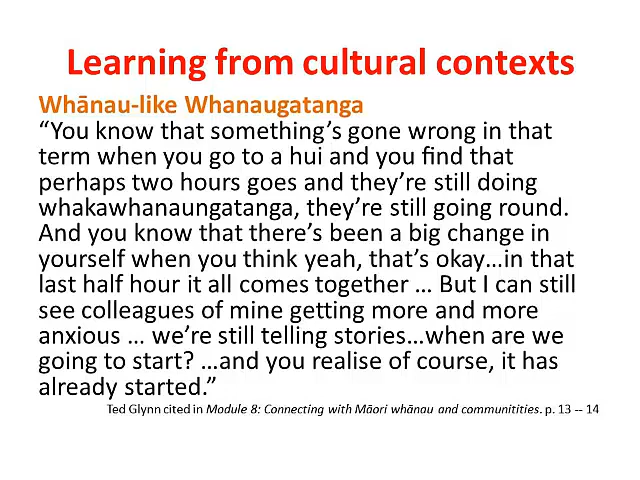 Learning from cultural contexts
Whānau-like Whanaugatanga
“You know that something’s gone wrong in that
term when you go to a hui and you find that
perhaps two hours goes and they’re still doing
whakawhanaungatanga, they’re still going round.
And you know that there’s been a big change in
yourself when you think yeah, that’s okay…in that
last half hour it all comes together … But I can still
see colleagues of mine getting more and more
anxious … we’re still telling stories…when are we
going to start? …and you realise of course, it has
already started.”
Ted Glynn cited in Module 8: Connecting with Māori whānau and communitities. p. 13 -- 14